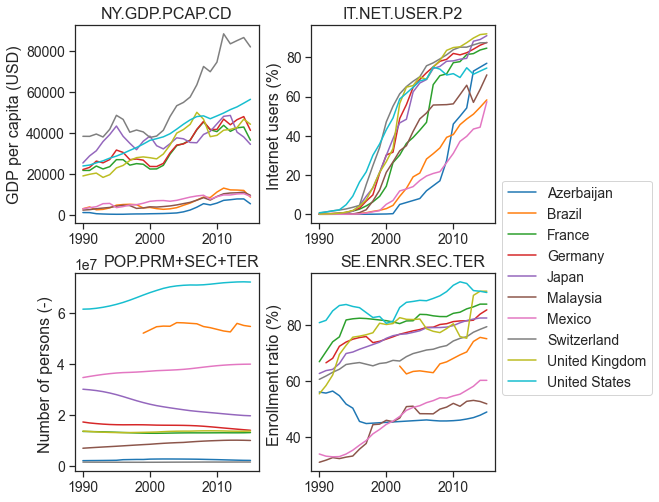 NY.GDP.PCAP.CD
IT.NET.USER.P2
GDP per capita (USD)
80000
60000
40000
20000
0
1990 2000 2010
Internet users (%)
80
60
40
20
0
1990 2000 2010
1e7 POP.PRM+SEC+TER
SE.ENRR.SEC.TER
Number of persons (-)
6
4
2
0
1990 2000 2010
Enrollment ratio (%)
80
60
40
1990 2000 2010
Azerbaijan
Brazil
France
Germany
Japan
Malaysia
Mexico
Switzerland
United Kingdom
United States